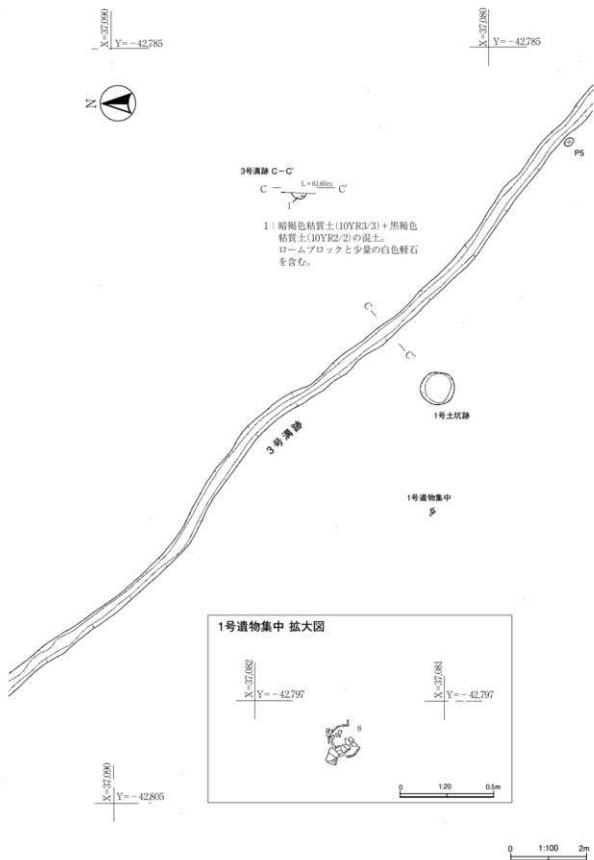 X=37,090
Y=−42,785
X=37,080
Y=−42,785
N
P5
3号溝跡 C−C'
C L=61.60m C'
1
1：暗褐色粘質土(10YR3/3)＋黒褐色
粘質土(10YR2/2)の混土。
ロームブロックと少量の白色軽石
を含む。
C
C'
1号土坑跡
3号溝跡
1号遺物集中
1号遺物集中 拡大図
X=37,082
Y=−42,797
X=37,081
Y=−42,797
8
0 1:20 0.5m
X=37,090
Y=−42,805
0 1:100 2m